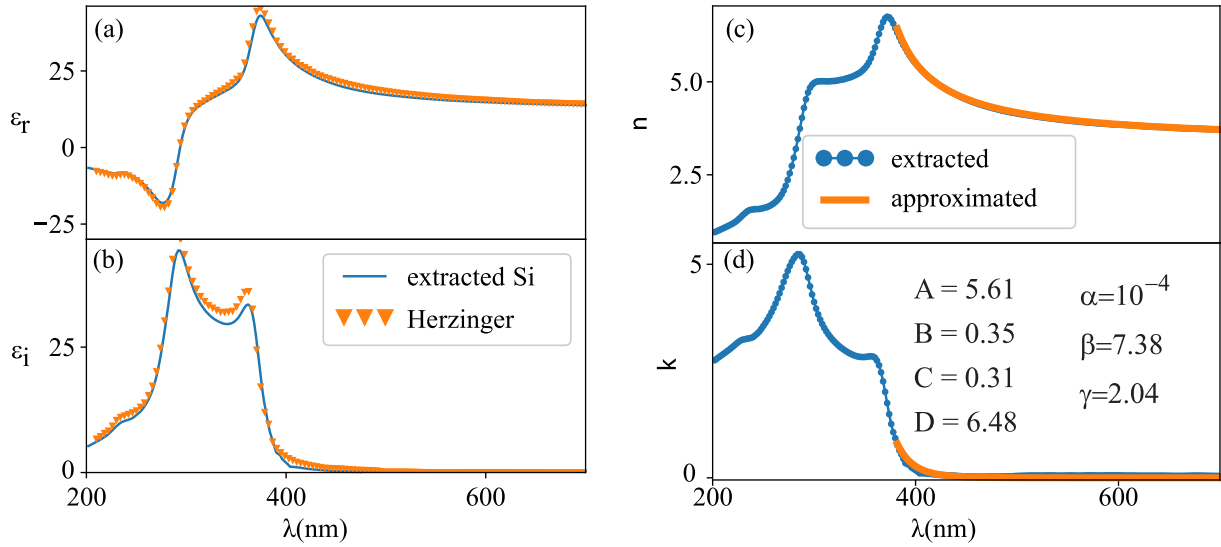 (a)
25
0
−25
εr
(b)
25
0
εi
extracted Si
Herzinger
200
400
600
λ(nm)
(c)
5.0
2.5
n
extracted
approximated
(d)
5
0
k
A = 5.61
B = 0.35
C = 0.31
D = 6.48
α=10⁻⁴
β=7.38
γ=2.04
200
400
600
λ(nm)